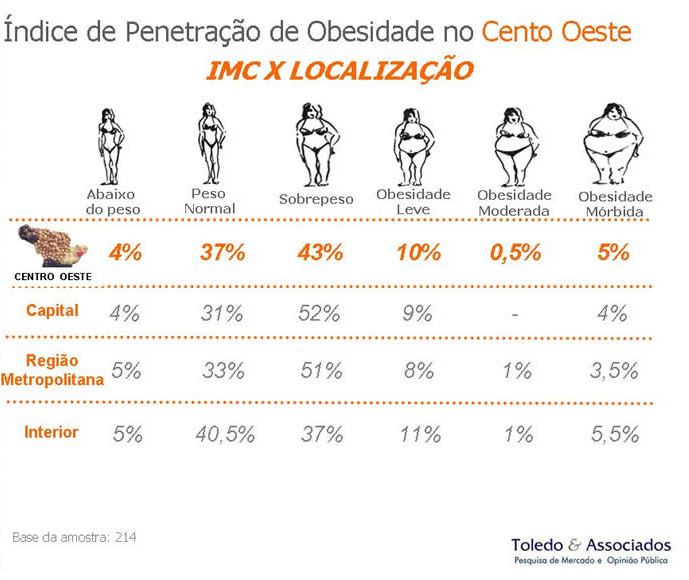 Índice de Penetração de Obesidade no Cento Oeste
IMC X LOCALIZAÇÃO
Abaixo do peso
Peso Normal
Sobrepeso
Obesidade Leve
Obesidade Moderada
Obesidade Mórbida
CENTRO OESTE 4% 37% 43% 10% 0,5% 5%
Capital 4% 31% 52% 9% - 4%
Região Metropolitana 5% 33% 51% 8% 1% 3,5%
Interior 5% 40,5% 37% 11% 1% 5,5%
Base da amostra: 214
Toledo & Associados
Pesquisa de Mercado e Opinião Pública